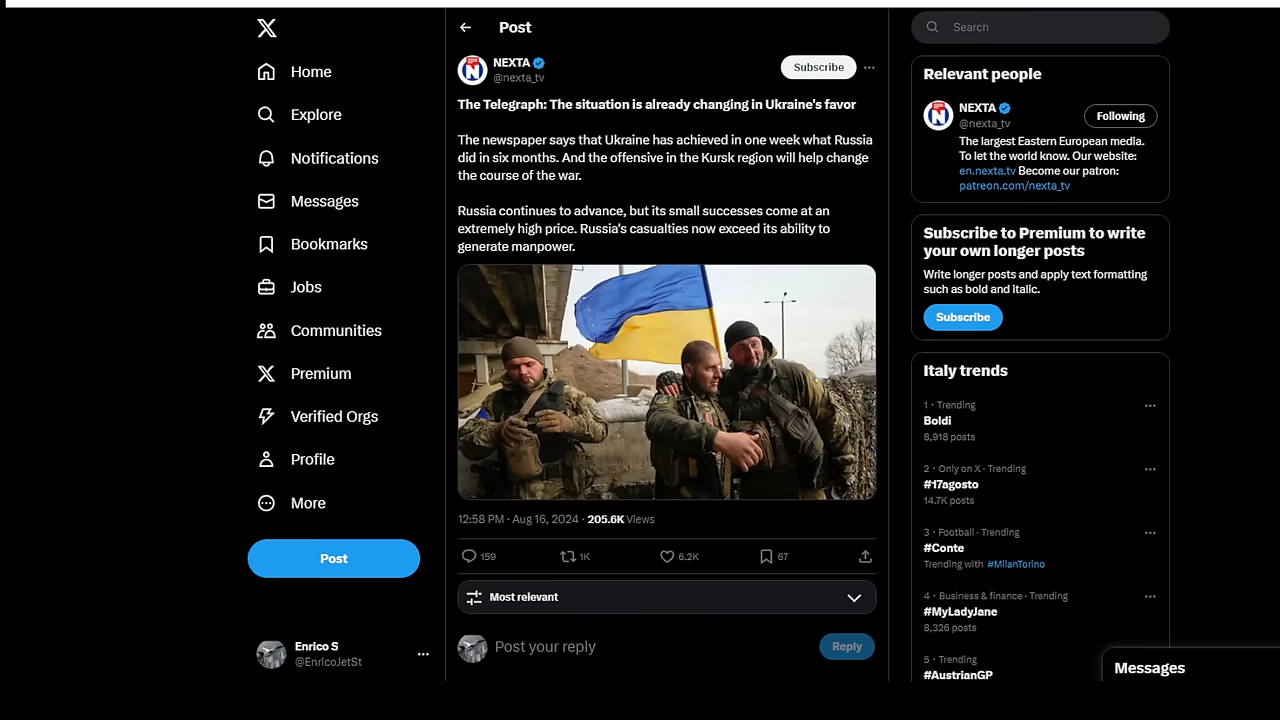 Home
Explore
Notifications
Messages
Bookmarks
Jobs
Communities
Premium
Verified Orgs
Profile
More
Post
Enrico S
@EnricoJetSt
Post
NEXTA
@nexta_tv
Subscribe
The Telegraph: The situation is already changing in Ukraine's favor
The newspaper says that Ukraine has achieved in one week what Russia
did in six months. And the offensive in the Kursk region will help change
the course of the war.
Russia continues to advance, but its small successes come at an
extremely high price. Russia's casualties now exceed its ability to
generate manpower.
12:58 PM · Aug 16, 2024 · 205.6K Views
159 1K 6.2K 67
Most relevant
Post your reply
Reply
Search
Relevant people
NEXTA
@nexta_tv
Following
The largest Eastern European media.
To let the world know. Our website:
en.nexta.tv Become our patron:
patreon.com/nexta_tv
Subscribe to Premium to write
your own longer posts
Write longer posts and apply text formatting
such as bold and italic.
Subscribe
Italy trends
1 · Trending
Boldi
8,918 posts
2 · Only on X · Trending
#17agosto
14.7K posts
3 · Football · Trending
#Conte
Trending with #MilanTorino
4 · Business & finance · Trending
#MyLadyJane
8,326 posts
5 · Trending
#AustrianGP
Messages